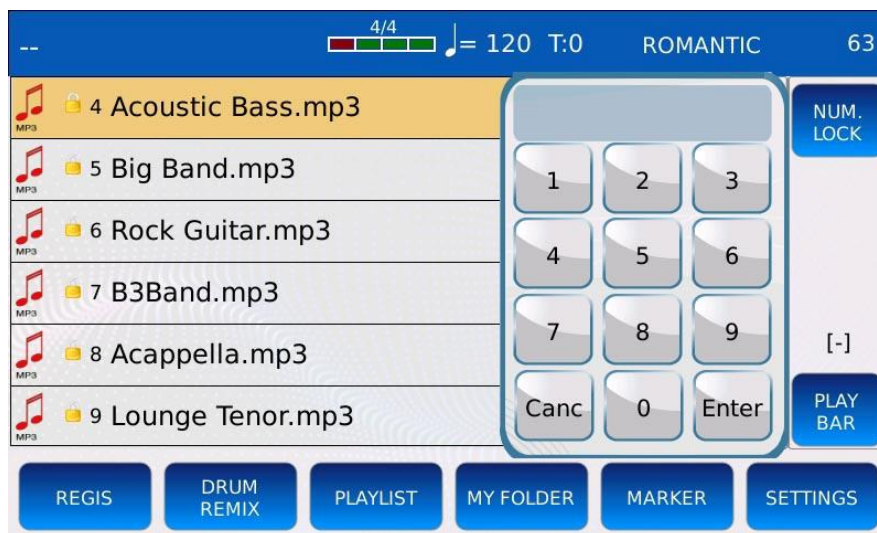 -- 4/4 = 120 T:0 ROMANTIC 63
MP3 4 Acoustic Bass.mp3
MP3 5 Big Band.mp3
MP3 6 Rock Guitar.mp3
MP3 7 B3Band.mp3
MP3 8 Acappella.mp3
MP3 9 Lounge Tenor.mp3
1 2 3
4 5 6
7 8 9
Canc 0 Enter
NUM.
LOCK
[-]
PLAY
BAR
REGIS
DRUM
REMIX
PLAYLIST
MY FOLDER
MARKER
SETTINGS